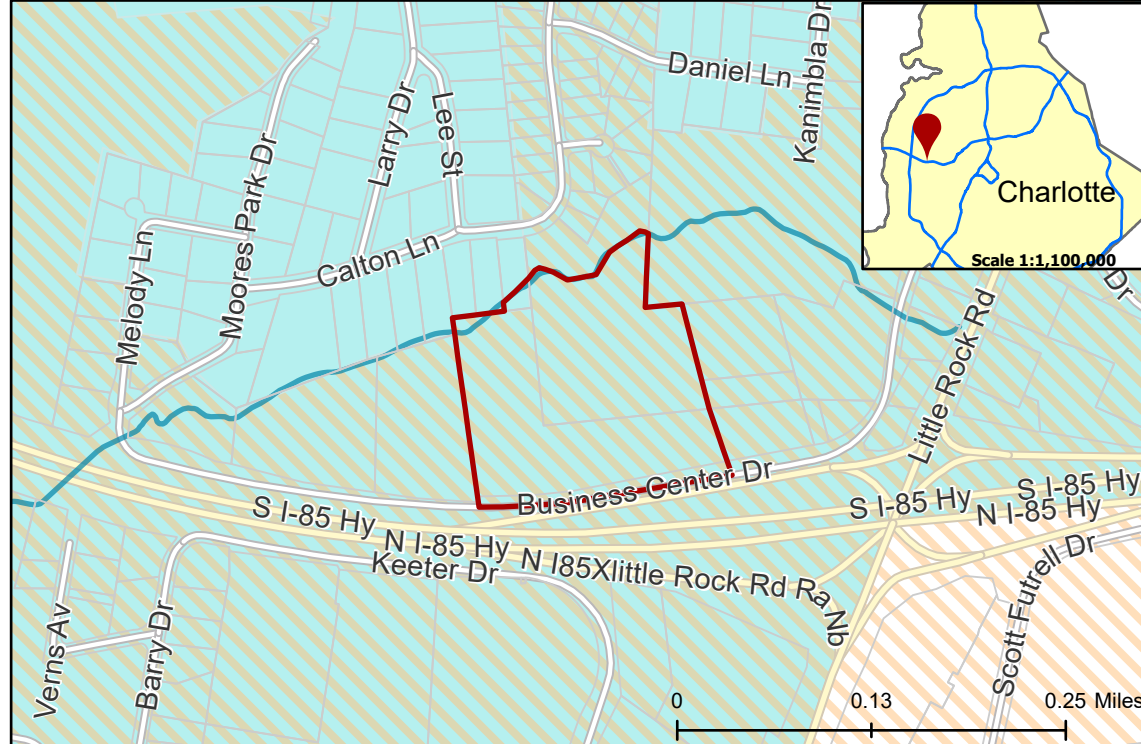 Daniel Ln
Kanimbla Dr
Larry Dr
Lee St
Moores Park Dr
Melody Ln
Calton Ln
Charlotte
Scale 1:1,100,000
Dr
Little Rock Rd
Business Center Dr
S I-85 Hy
N I-85 Hy
S I-85 Hy
S I-85 Hy
N I-85 Hy
N I85Xlittle Rock Rd Ra Nb
Keeter Dr
Scott Futrell Dr
Verns Av
Barry Dr
0 0.13 0.25 Miles